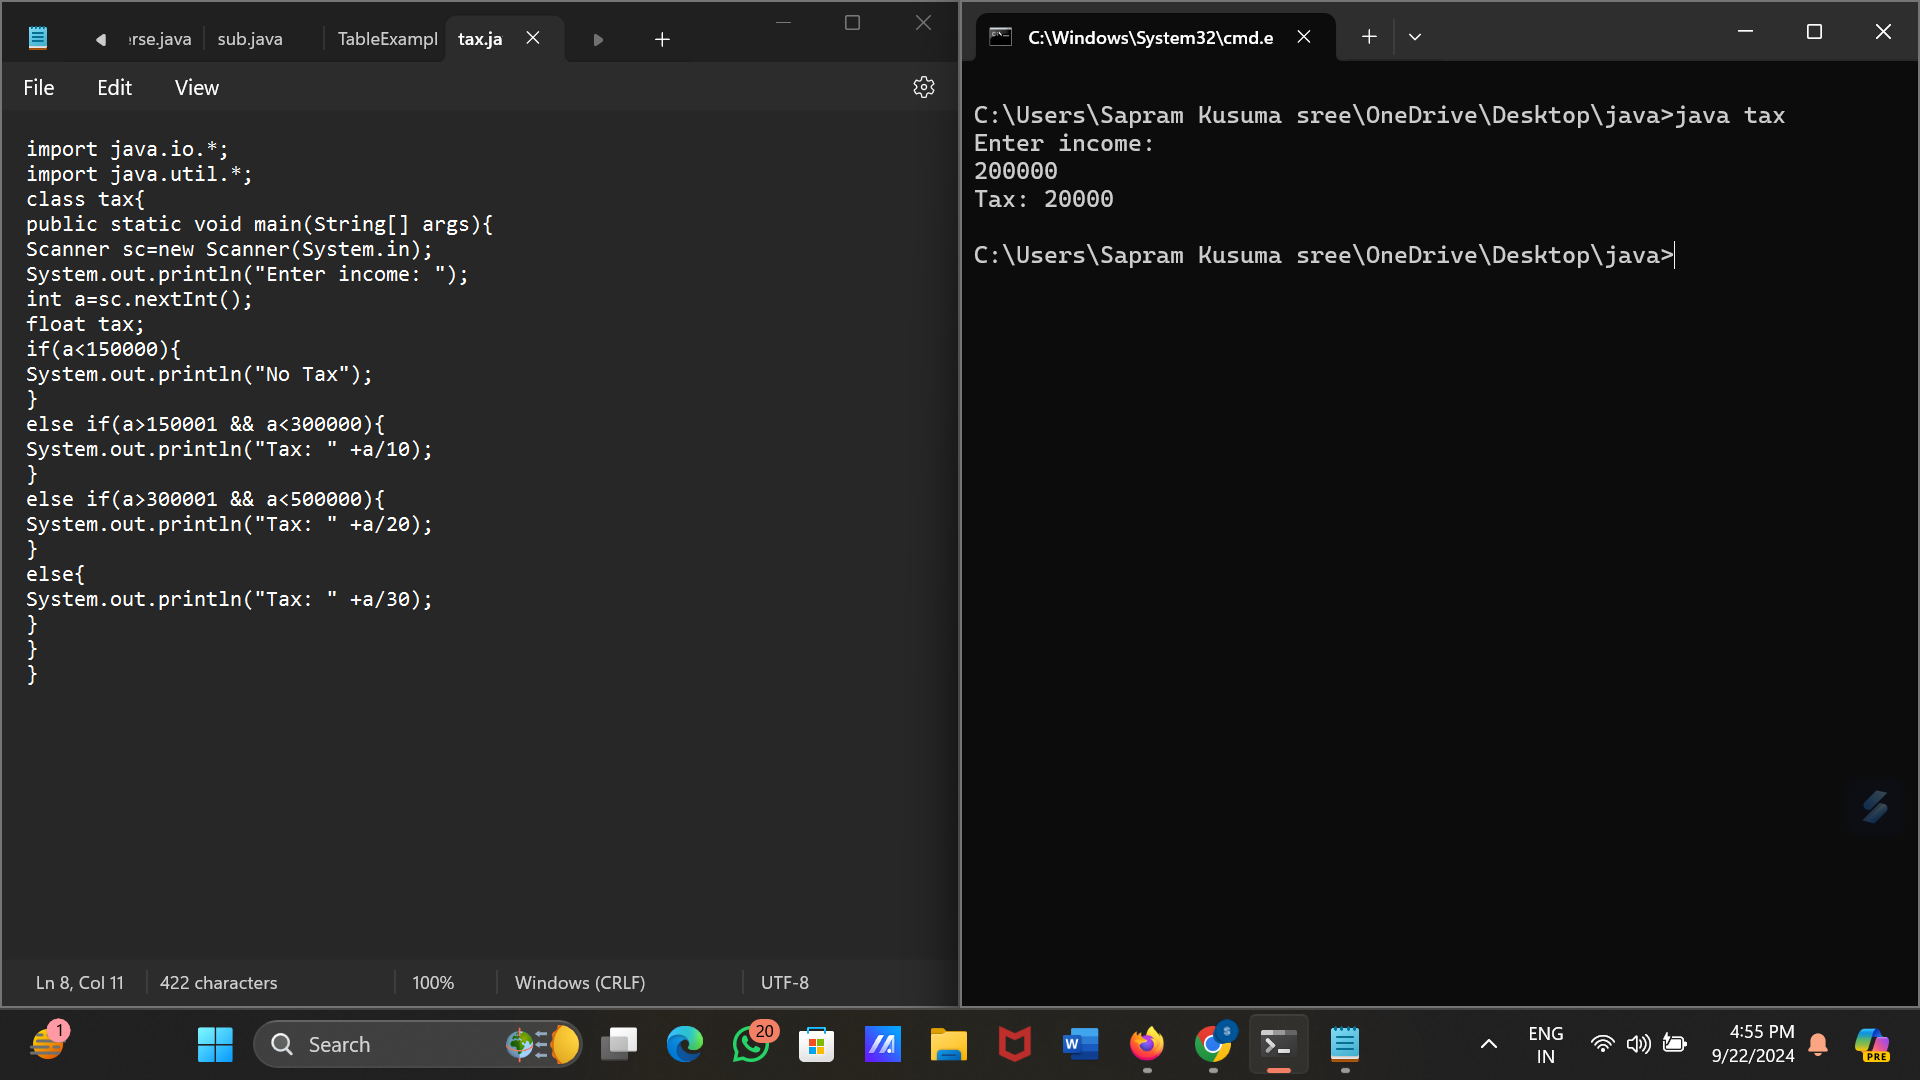 erse.java
sub.java
TableExampl
tax.ja
File
Edit
View
import java.io.*;
import java.util.*;
class tax{
public static void main(String[] args){
Scanner sc=new Scanner(System.in);
System.out.println("Enter income: ");
int a=sc.nextInt();
float tax;
if(a<150000){
System.out.println("No Tax");
}
else if(a>150001 && a<300000){
System.out.println("Tax: " +a/10);
}
else if(a>300001 && a<500000){
System.out.println("Tax: " +a/20);
}
else{
System.out.println("Tax: " +a/30);
}
}
}
Ln 8, Col 11
422 characters
100%
Windows (CRLF)
UTF-8
C:\Windows\System32\cmd.e
C:\Users\Sapram Kusuma sree\OneDrive\Desktop\java>java tax
Enter income:
200000
Tax: 20000
C:\Users\Sapram Kusuma sree\OneDrive\Desktop\java>
1
Search
20
W
S
ENG
IN
4:55 PM
9/22/2024
PRE